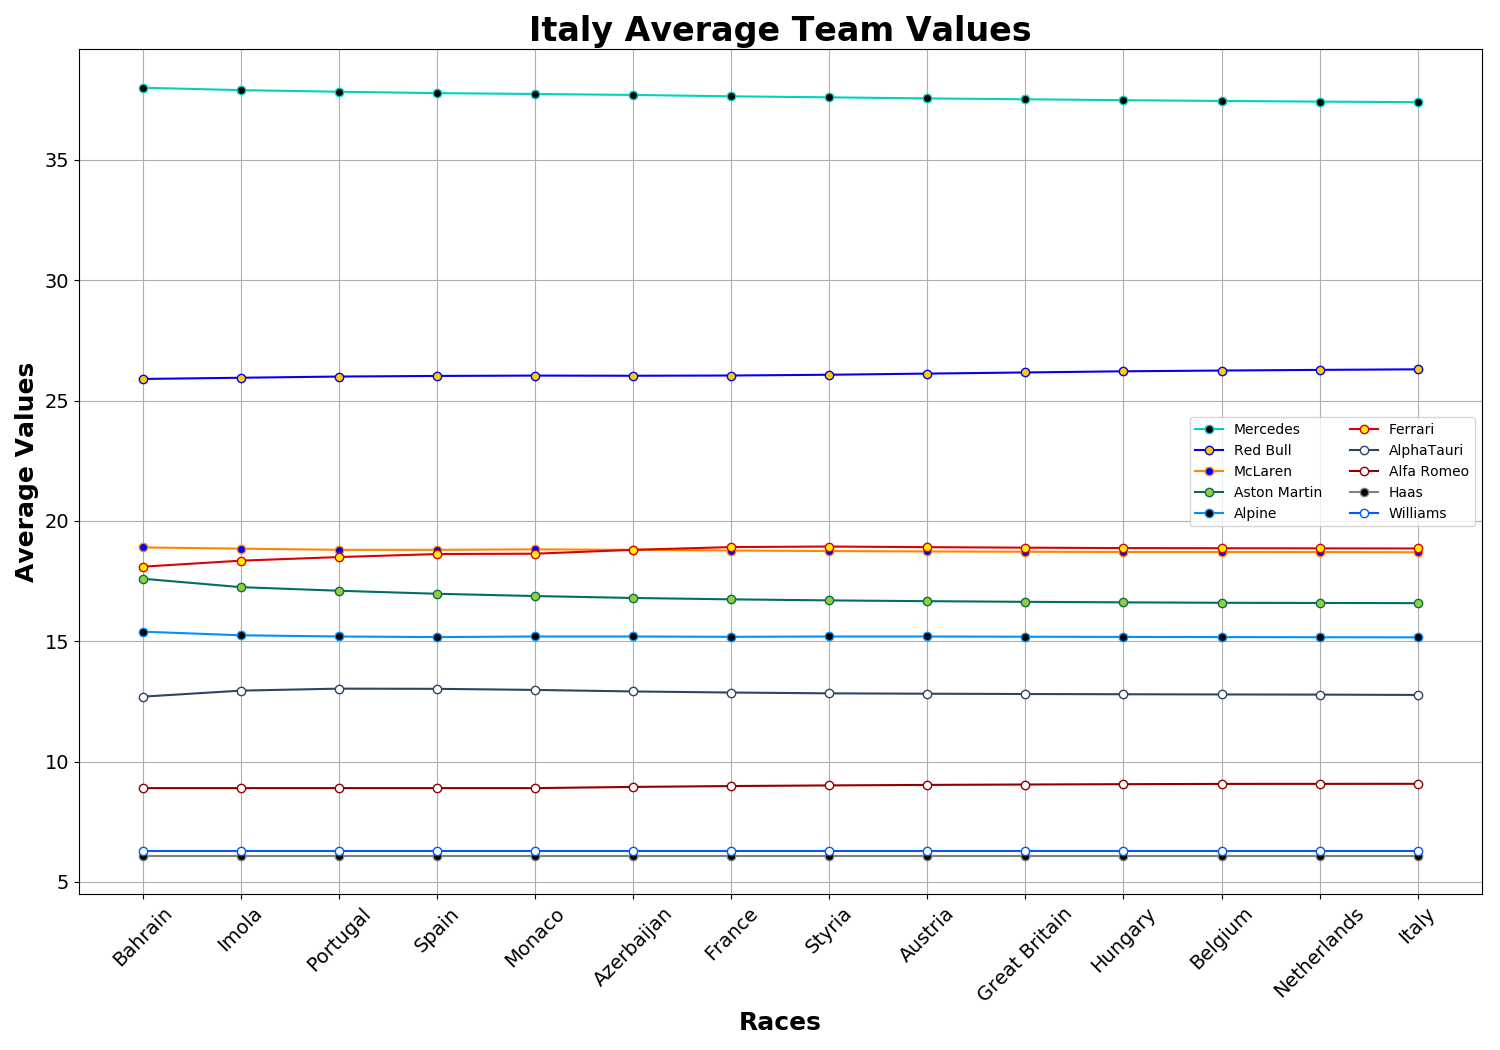 Italy Average Team Values
Average Values
35
30
25
20
15
10
5
Mercedes
Red Bull
McLaren
Aston Martin
Alpine
Ferrari
AlphaTauri
Alfa Romeo
Haas
Williams
Bahrain
Imola
Portugal
Spain
Monaco
Azerbaijan
France
Styria
Austria
Great Britain
Hungary
Belgium
Netherlands
Italy
Races